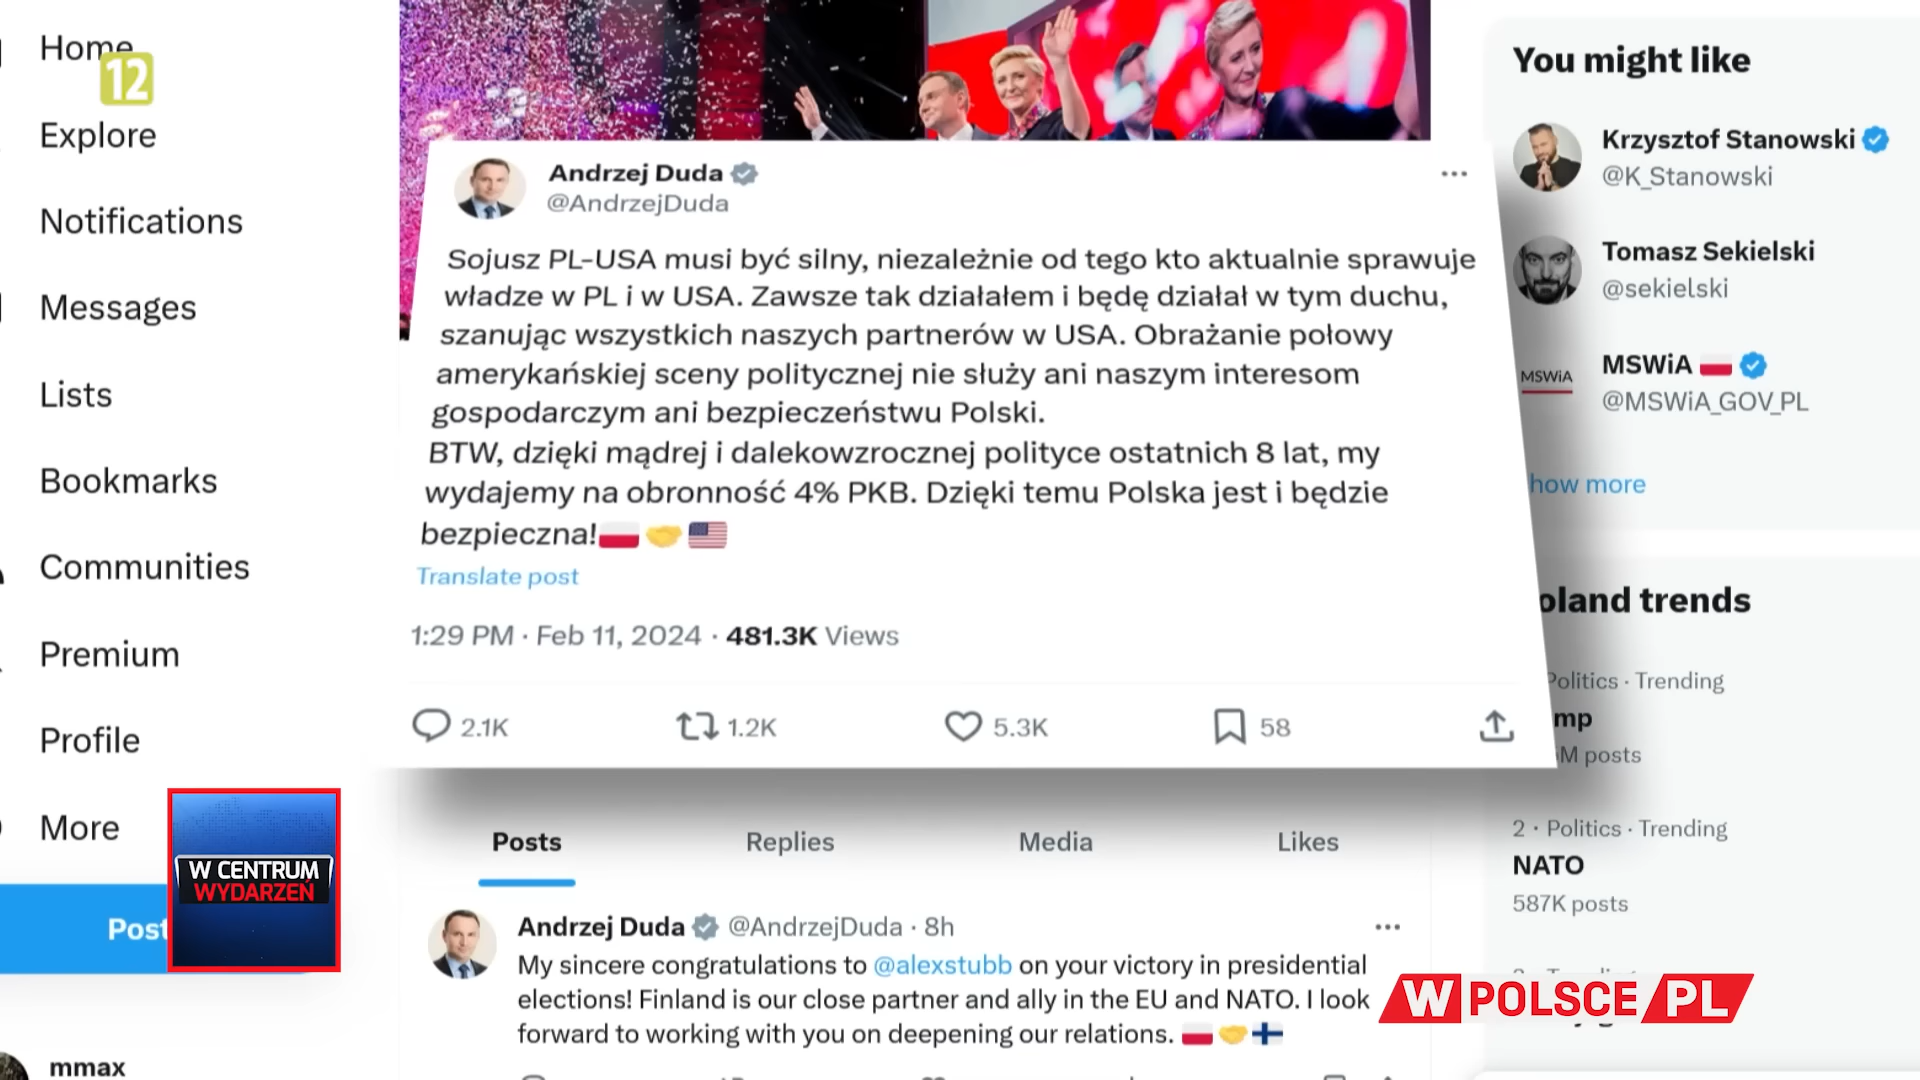 Home
12
Explore
Notifications
Messages
Lists
Bookmarks
Communities
Premium
Profile
More
Post
W CENTRUM
WYDARZEŃ
mmax
Andrzej Duda
@AndrzejDuda
Sojusz PL-USA musi być silny, niezależnie od tego kto aktualnie sprawuje
władze w PL i w USA. Zawsze tak działałem i będę działał w tym duchu,
szanując wszystkich naszych partnerów w USA. Obrażanie połowy
amerykańskiej sceny politycznej nie służy ani naszym interesom
gospodarczym ani bezpieczeństwu Polski.
BTW, dzięki mądrej i dalekowzrocznej polityce ostatnich 8 lat, my
wydajemy na obronność 4% PKB. Dzięki temu Polska jest i będzie
bezpieczna!🇵🇱🤝🇺🇸
Translate post
1:29 PM · Feb 11, 2024 · 481.3K Views
2.1K 1.2K 5.3K 58
Posts Replies Media Likes
Andrzej Duda @AndrzejDuda · 8h
My sincere congratulations to @alexstubb on your victory in presidential
elections! Finland is our close partner and ally in the EU and NATO. I look
forward to working with you on deepening our relations. 🇵🇱🤝🇫🇮
You might like
Krzysztof Stanowski
@K_Stanowski
Tomasz Sekielski
@sekielski
MSWiA
MSWiA 🇵🇱
@MSWiA_GOV_PL
how more
oland trends
Politics · Trending
mp
M posts
2 · Politics · Trending
NATO
587K posts
W POLSCE PL